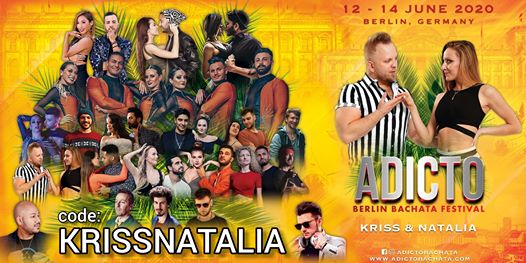 code:
KRISSNATALIA
12 - 14 JUNE 2020
BERLIN, GERMANY
ADICTO
BERLIN BACHATA FESTIVAL
KRISS & NATALIA
ADICTOBACHATA
WWW.ADICTOBACHATA.COM